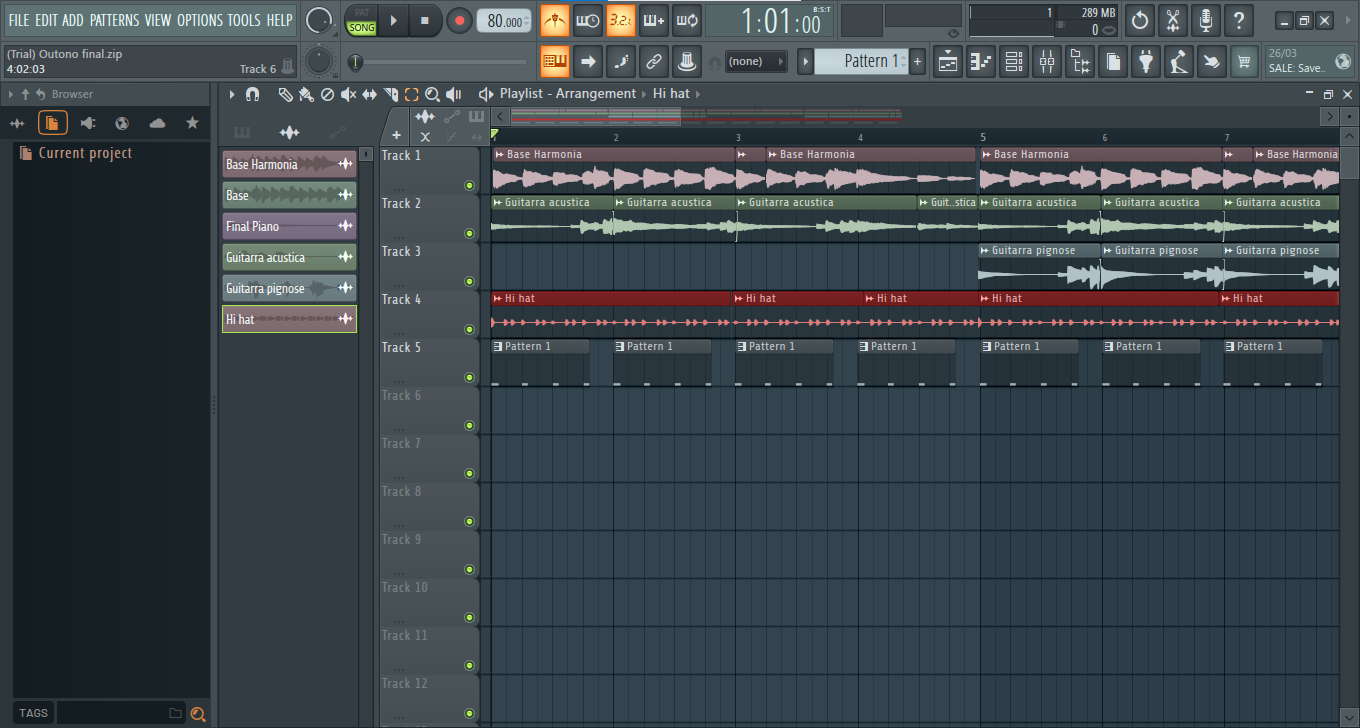 FILE EDIT ADD PATTERNS VIEW OPTIONS TOOLS HELP
PAT
SONG
80.000
3.2.
1:01:00
B:S:T
1
289 MB
0
(Trial) Outono final.zip
4:02:03
Track 6
(none)
Pattern 1
26/03
SALE: Save..
Browser
Playlist - Arrangement
Hi hat
Current project
TAGS
Base Harmonia
Base
Final Piano
Guitarra acustica
Guitarra pignose
Hi hat
1 2 3 4 5 6 7
Track 1
Base Harmonia
Base Harmonia
Base Harmonia
Base Harmonia
Track 2
Guitarra acustica
Guitarra acustica
Guitarra acustica
Guit..stica
Guitarra acustica
Guitarra acustica
Guitarra acustica
Track 3
Guitarra pignose
Guitarra pignose
Guitarra pignose
Track 4
Hi hat
Hi hat
Hi hat
Hi hat
Hi hat
Track 5
Pattern 1
Pattern 1
Pattern 1
Pattern 1
Pattern 1
Pattern 1
Pattern 1
Track 6
Track 7
Track 8
Track 9
Track 10
Track 11
Track 12